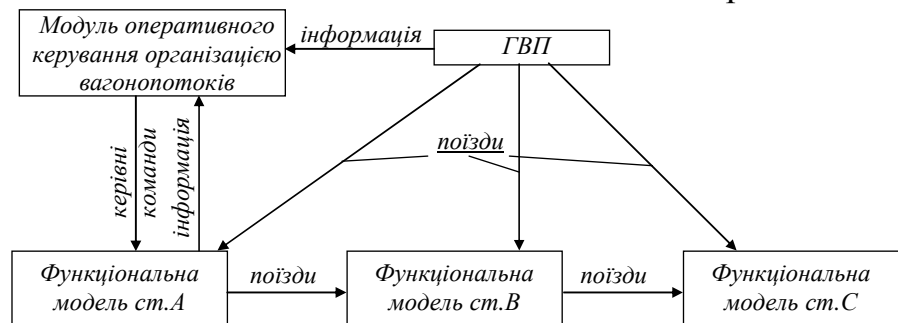 Модуль оперативного
керування організацією
вагонопотоків
інформація
ГВП
керівні
команди
інформація
поїзди
Функціональна
модель ст.А
поїзди
Функціональна
модель ст.В
поїзди
Функціональна
модель ст.С